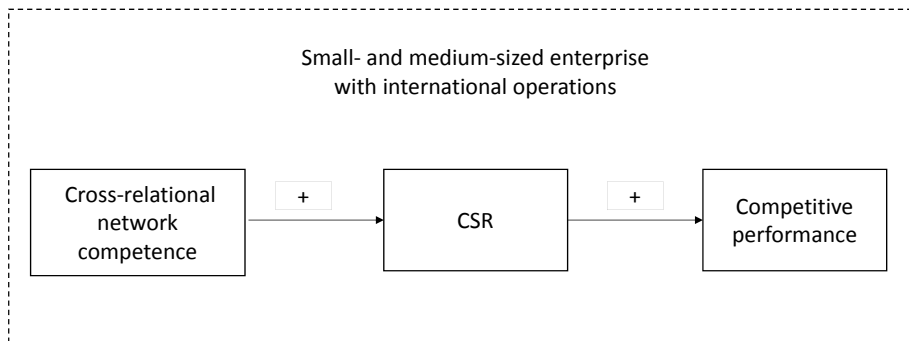 Small- and medium-sized enterprise
with international operations
Cross-relational
network
competence
+
CSR
+
Competitive
performance